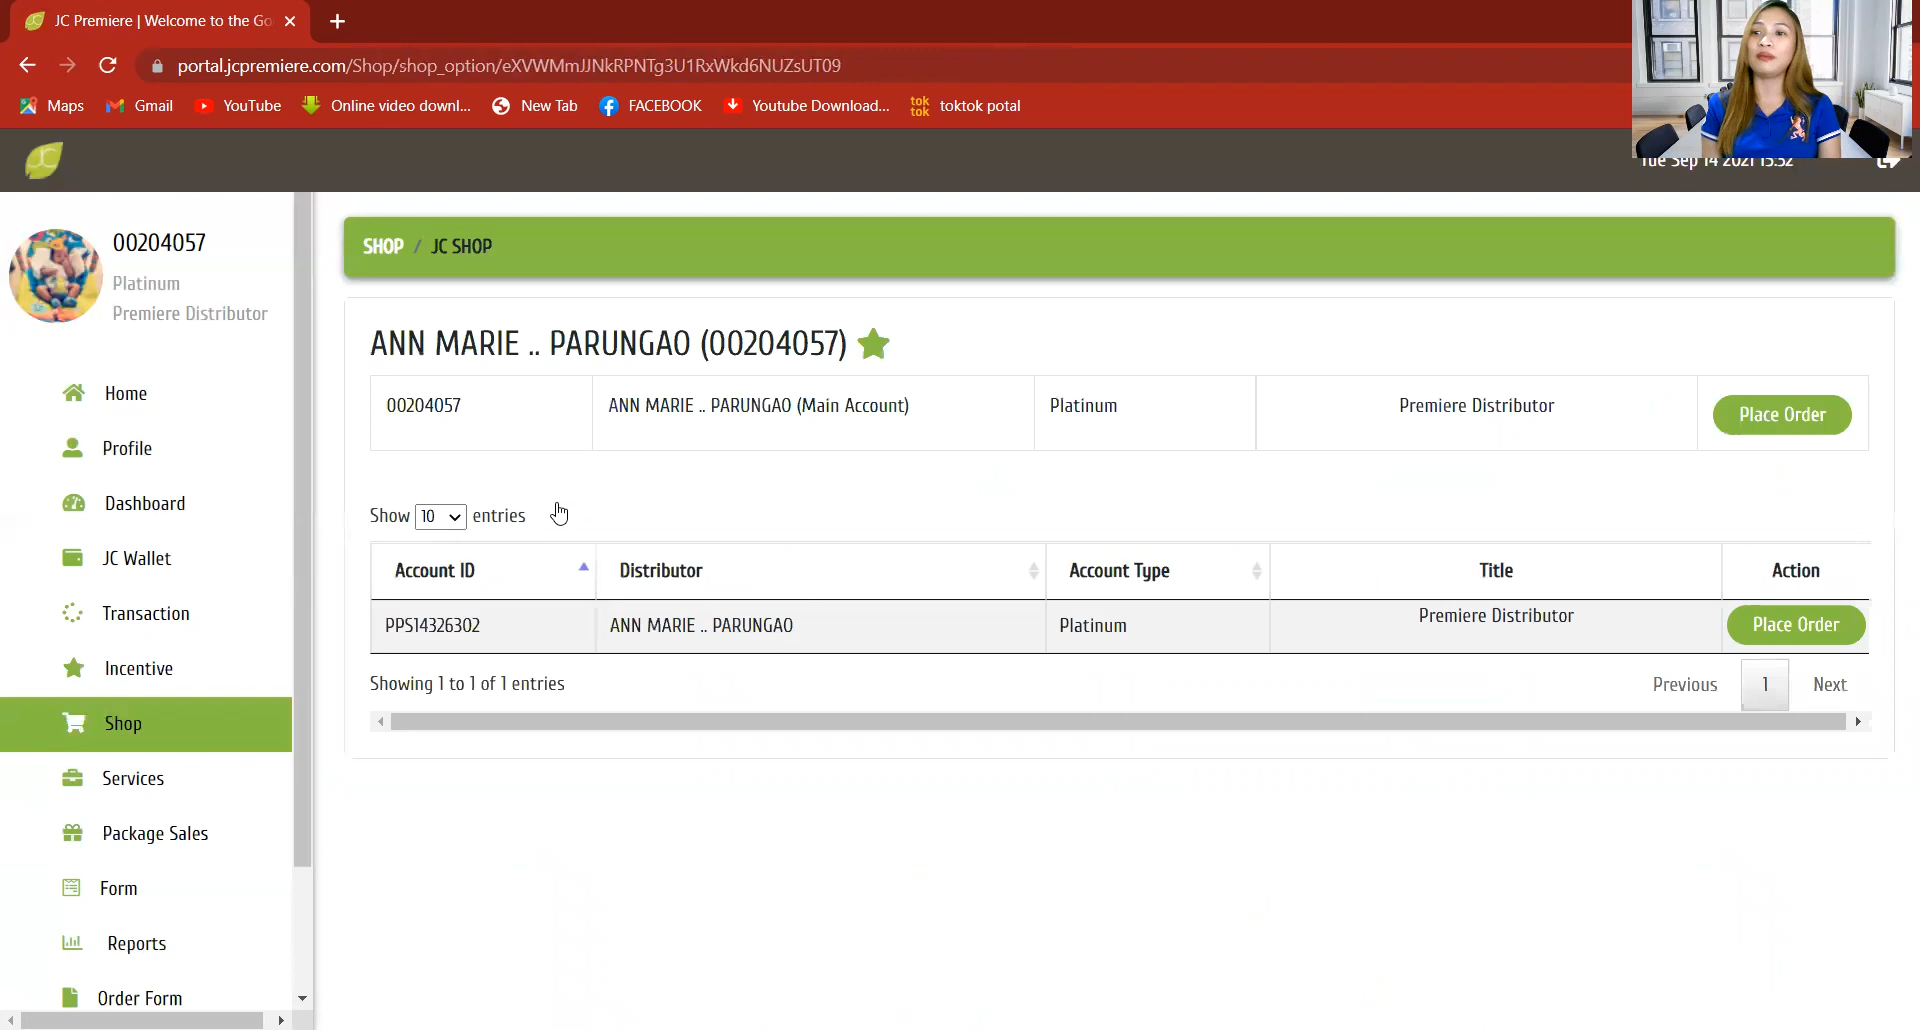 JC Premiere | Welcome to the Go
portal.jcpremiere.com/Shop/shop_option/eXVWMmJJNkRPNTg3U1RxWkd6NUZsUT09
Maps Gmail YouTube Online video downl... New Tab FACEBOOK Youtube Download... tok tok toktok potal
JC
Tue Sep 14 2021 15:32
00204057
Platinum
Premiere Distributor
Home
Profile
Dashboard
JC Wallet
Transaction
Incentive
Shop
Services
Package Sales
Form
Reports
Order Form
SHOP / JC SHOP
ANN MARIE .. PARUNGAO (00204057)
00204057 ANN MARIE .. PARUNGAO (Main Account) Platinum Premiere Distributor Place Order
Show 10 entries
Account ID Distributor Account Type Title Action
PPS14326302 ANN MARIE .. PARUNGAO Platinum Premiere Distributor Place Order
Showing 1 to 1 of 1 entries
Previous 1 Next